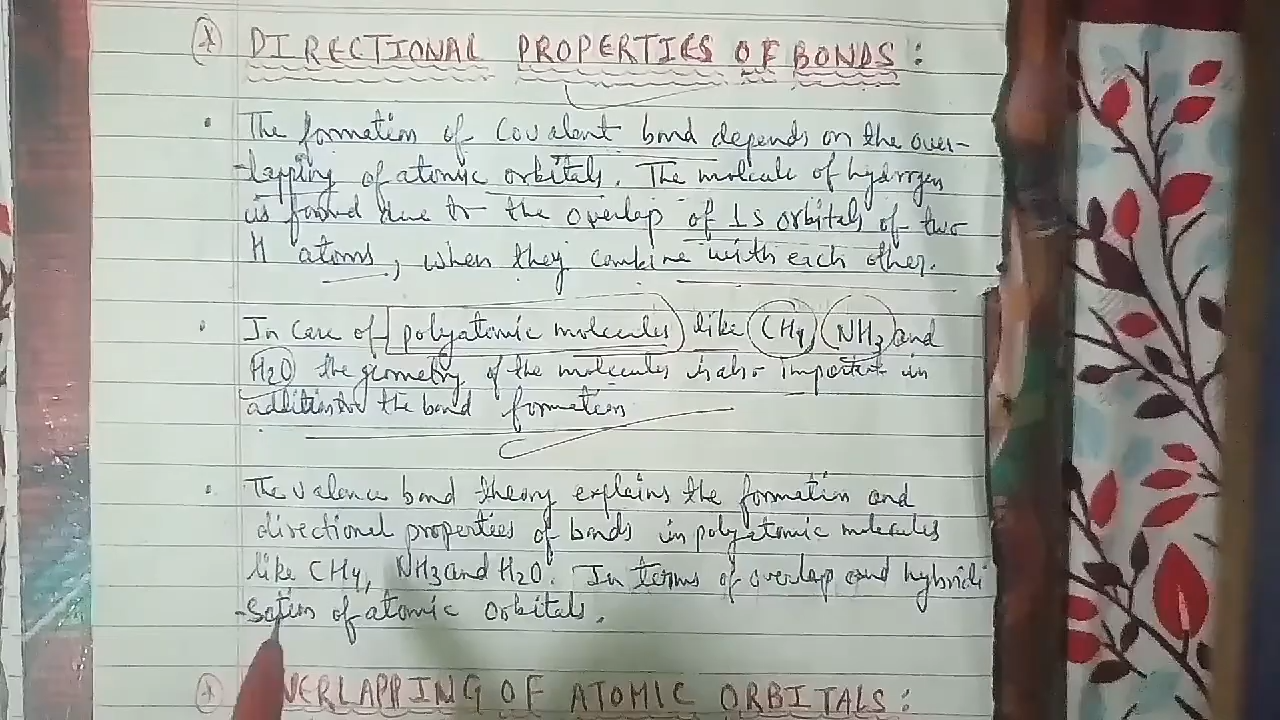 DIRECTIONAL PROPERTIES OF BONDS:
The formation of Covalent bond depends on the over-
-lapping of atomic orbitals. The molecule of hydrogen
is formed due to the overlap of 1s orbitals of two
H atoms, when they combine with each other.
In Case of polyatomic molecules like CH4, NH3 and
H2O the geometry of the molecules is also important in
addition to the bond formation
The valence bond theory explains the formation and
directional properties of bonds in polyatomic molecules
like CH4, NH3 and H2O. In terms of overlap and hybridi
-sation of atomic orbitals.
OVERLAPPING OF ATOMIC ORBITALS: